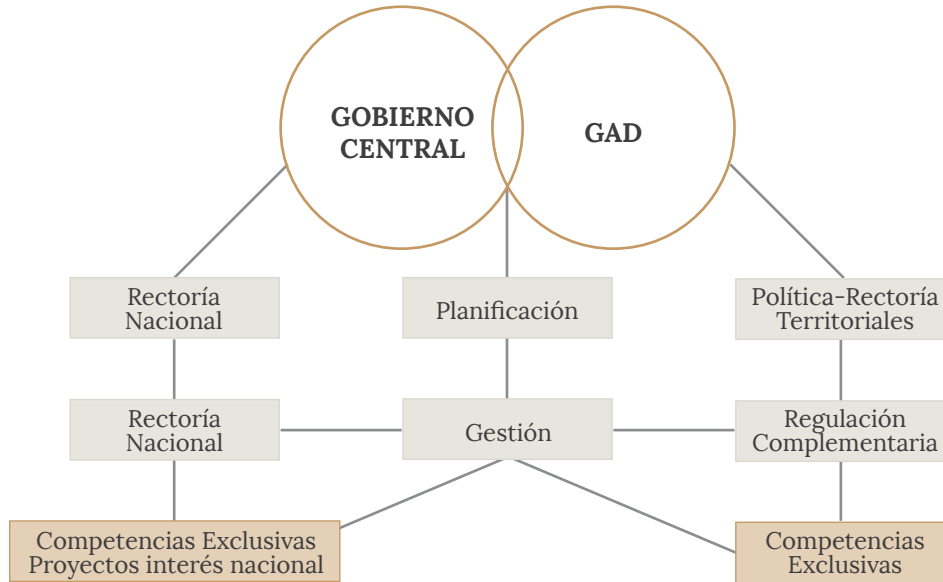 GOBIERNO
CENTRAL
GAD
Rectoría
Nacional
Planificación
Política-Rectoría
Territoriales
Rectoría
Nacional
Gestión
Regulación
Complementaria
Competencias Exclusivas
Proyectos interés nacional
Competencias
Exclusivas